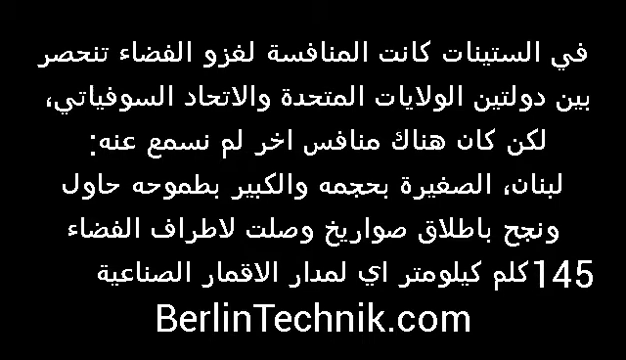 في الستينات كانت المنافسة لغزو الفضاء تنحصر
بين دولتين الولايات المتحدة والاتحاد السوفياتي،
لكن كان هناك منافس اخر لم نسمع عنه:
لبنان، الصغيرة بحجمه والكبير بطموحه حاول
ونجح باطلاق صواريخ وصلت لاطراف الفضاء
145كلم كيلومتر اي لمدار الاقمار الصناعية
BerlinTechnik.com